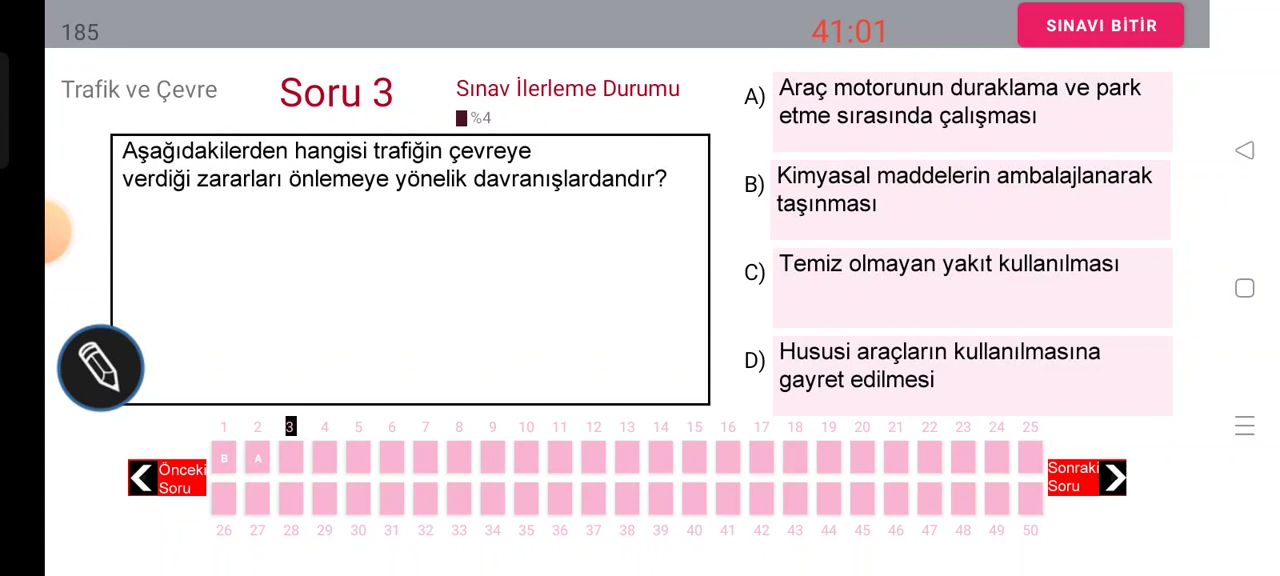 185
41:01
SINAVI BİTİR
Trafik ve Çevre
Soru 3
Sınav İlerleme Durumu
%4
Aşağıdakilerden hangisi trafiğin çevreye
verdiği zararları önlemeye yönelik davranışlardandır?
A) Araç motorunun duraklama ve park
etme sırasında çalışması
B) Kimyasal maddelerin ambalajlanarak
taşınması
C) Temiz olmayan yakıt kullanılması
D) Hususi araçların kullanılmasına
gayret edilmesi
1 2 3 4 5 6 7 8 9 10 11 12 13 14 15 16 17 18 19 20 21 22 23 24 25
B A
Önceki
Soru
Sonraki
Soru
26 27 28 29 30 31 32 33 34 35 36 37 38 39 40 41 42 43 44 45 46 47 48 49 50